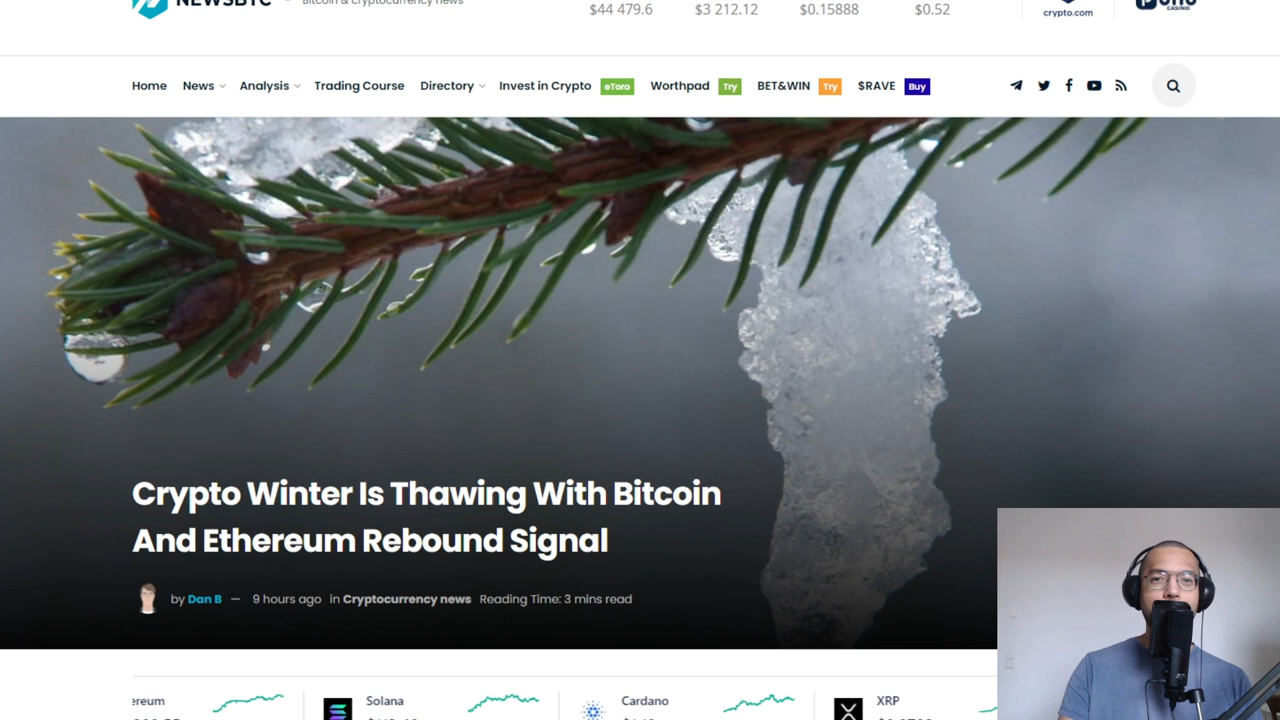 NEWSBTC
Bitcoin & cryptocurrency news
$44 479.6 $3 212.12 $0.15888 $0.52
crypto.com
CASINO
Home News Analysis Trading Course Directory Invest in Crypto eToro Worthpad Try BET&WIN Try $RAVE Buy
Crypto Winter Is Thawing With Bitcoin
And Ethereum Rebound Signal
by Dan B — 9 hours ago in Cryptocurrency news Reading Time: 3 mins read
ereum
Solana
Cardano
XRP